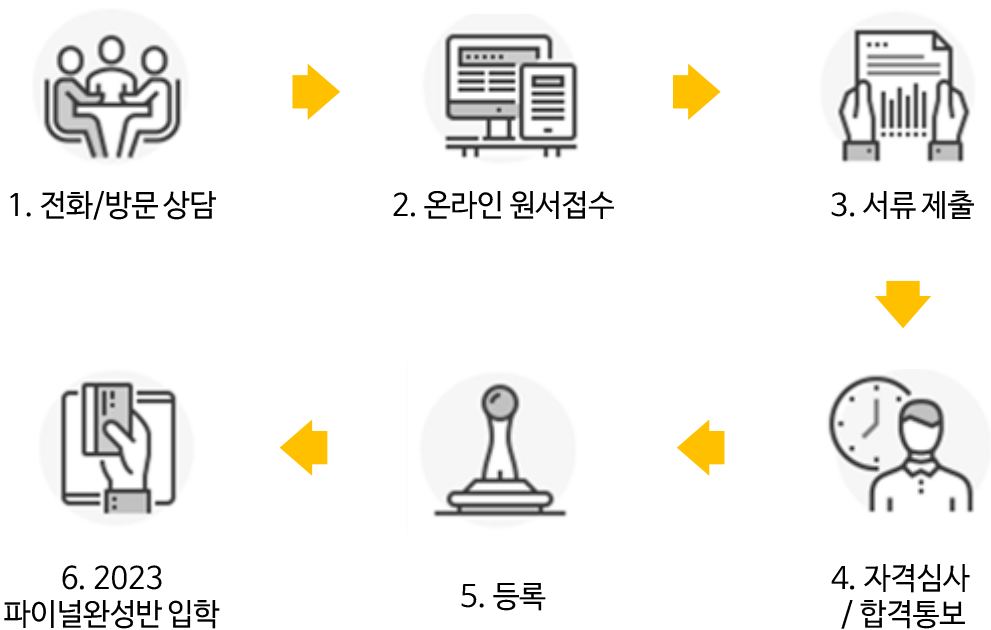 1. 전화/방문 상담
2. 온라인 원서접수
3. 서류 제출
4. 자격심사
/ 합격통보
5. 등록
6. 2023
파이널완성반 입학